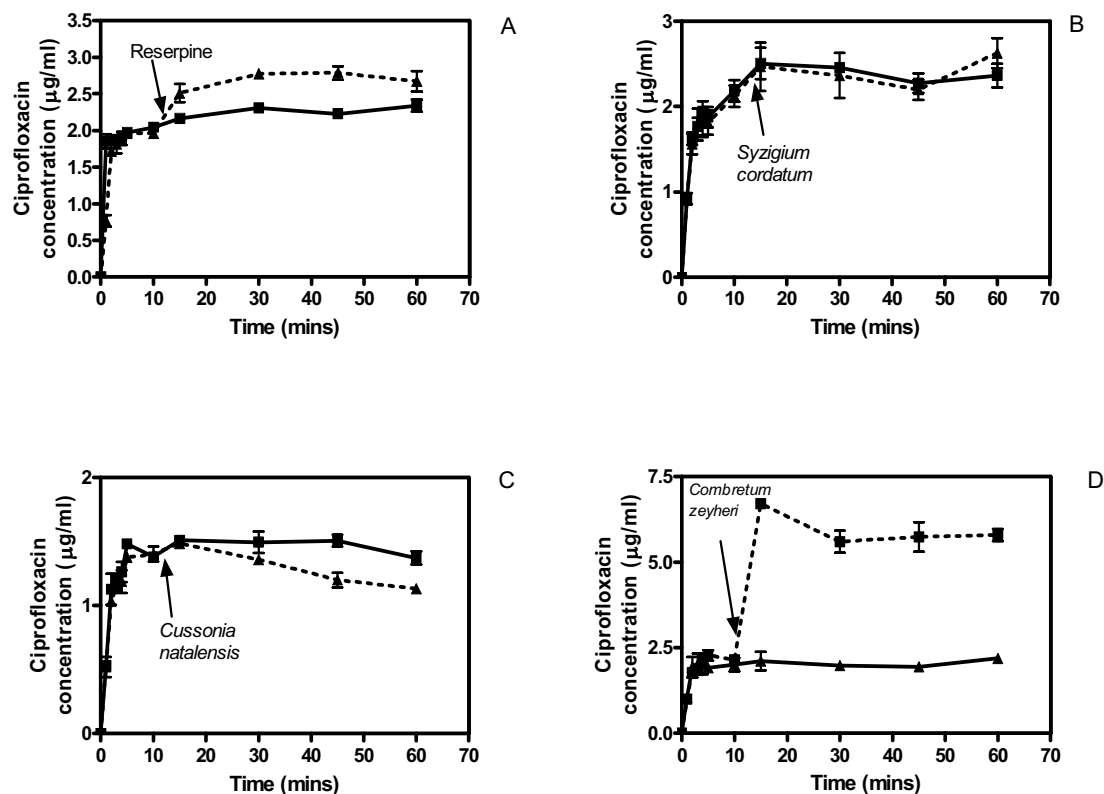 A
3.5
3.0
2.5
2.0
1.5
1.0
0.5
0.0
Ciprofloxacin
concentration (µg/ml)
Reserpine
0 10 20 30 40 50 60 70
Time (mins)
B
3
2
1
0
Ciprofloxacin
concentration (µg/ml)
Syzigium
cordatum
0 10 20 30 40 50 60 70
Time (mins)
C
2
1
0
Ciprofloxacin
concentration (µg/ml)
Cussonia
natalensis
0 10 20 30 40 50 60 70
Time (mins)
D
7.5
5.0
2.5
0.0
Ciprofloxacin
concentration (µg/ml)
Combretum
zeyheri
0 10 20 30 40 50 60 70
Time (mins)